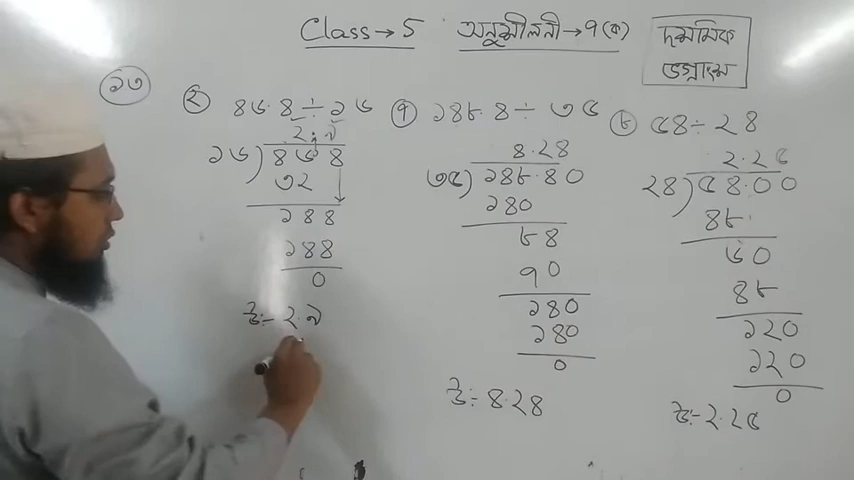 Class → 5 অনুশীলনী → ৭(ক)
দশমিক
ভগ্নাংশ
১৩
২ ৪৬.৪ ÷ ১৬
২.৯
১৬) ৪৬.৪
৩২
১৪৪
১৪৪
০
উ:- ২.৯
৭ ১৪৮.৪ ÷ ৩৫
৪.২৪
৩৫) ১৪৮.৪০
১৪০
৮৪
৭০
১৪০
১৪০
০
উ:- ৪.২৪
৮ ৫৪ ÷ ২৪
২.২৫
২৪) ৫৪.০০
৪৮
৬০
৪৮
১২০
১২০
০
উ:- ২.২৫